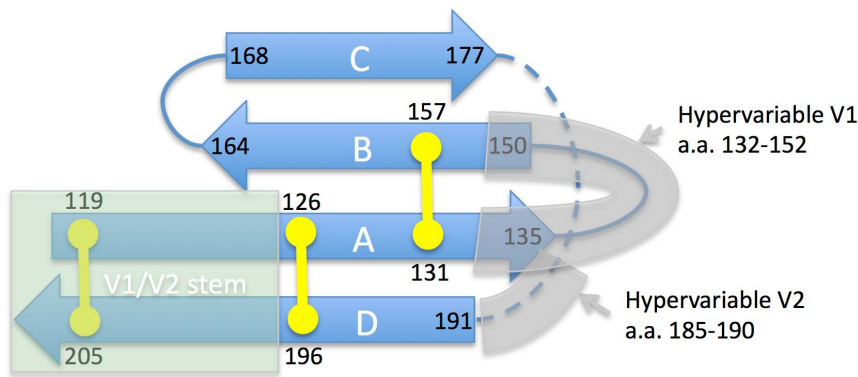 168
C
177
157
Hypervariable V1
a.a. 132-152
164
B
150
119
126
A
135
131
V1/V2 stem
Hypervariable V2
a.a. 185-190
D
191
205
196